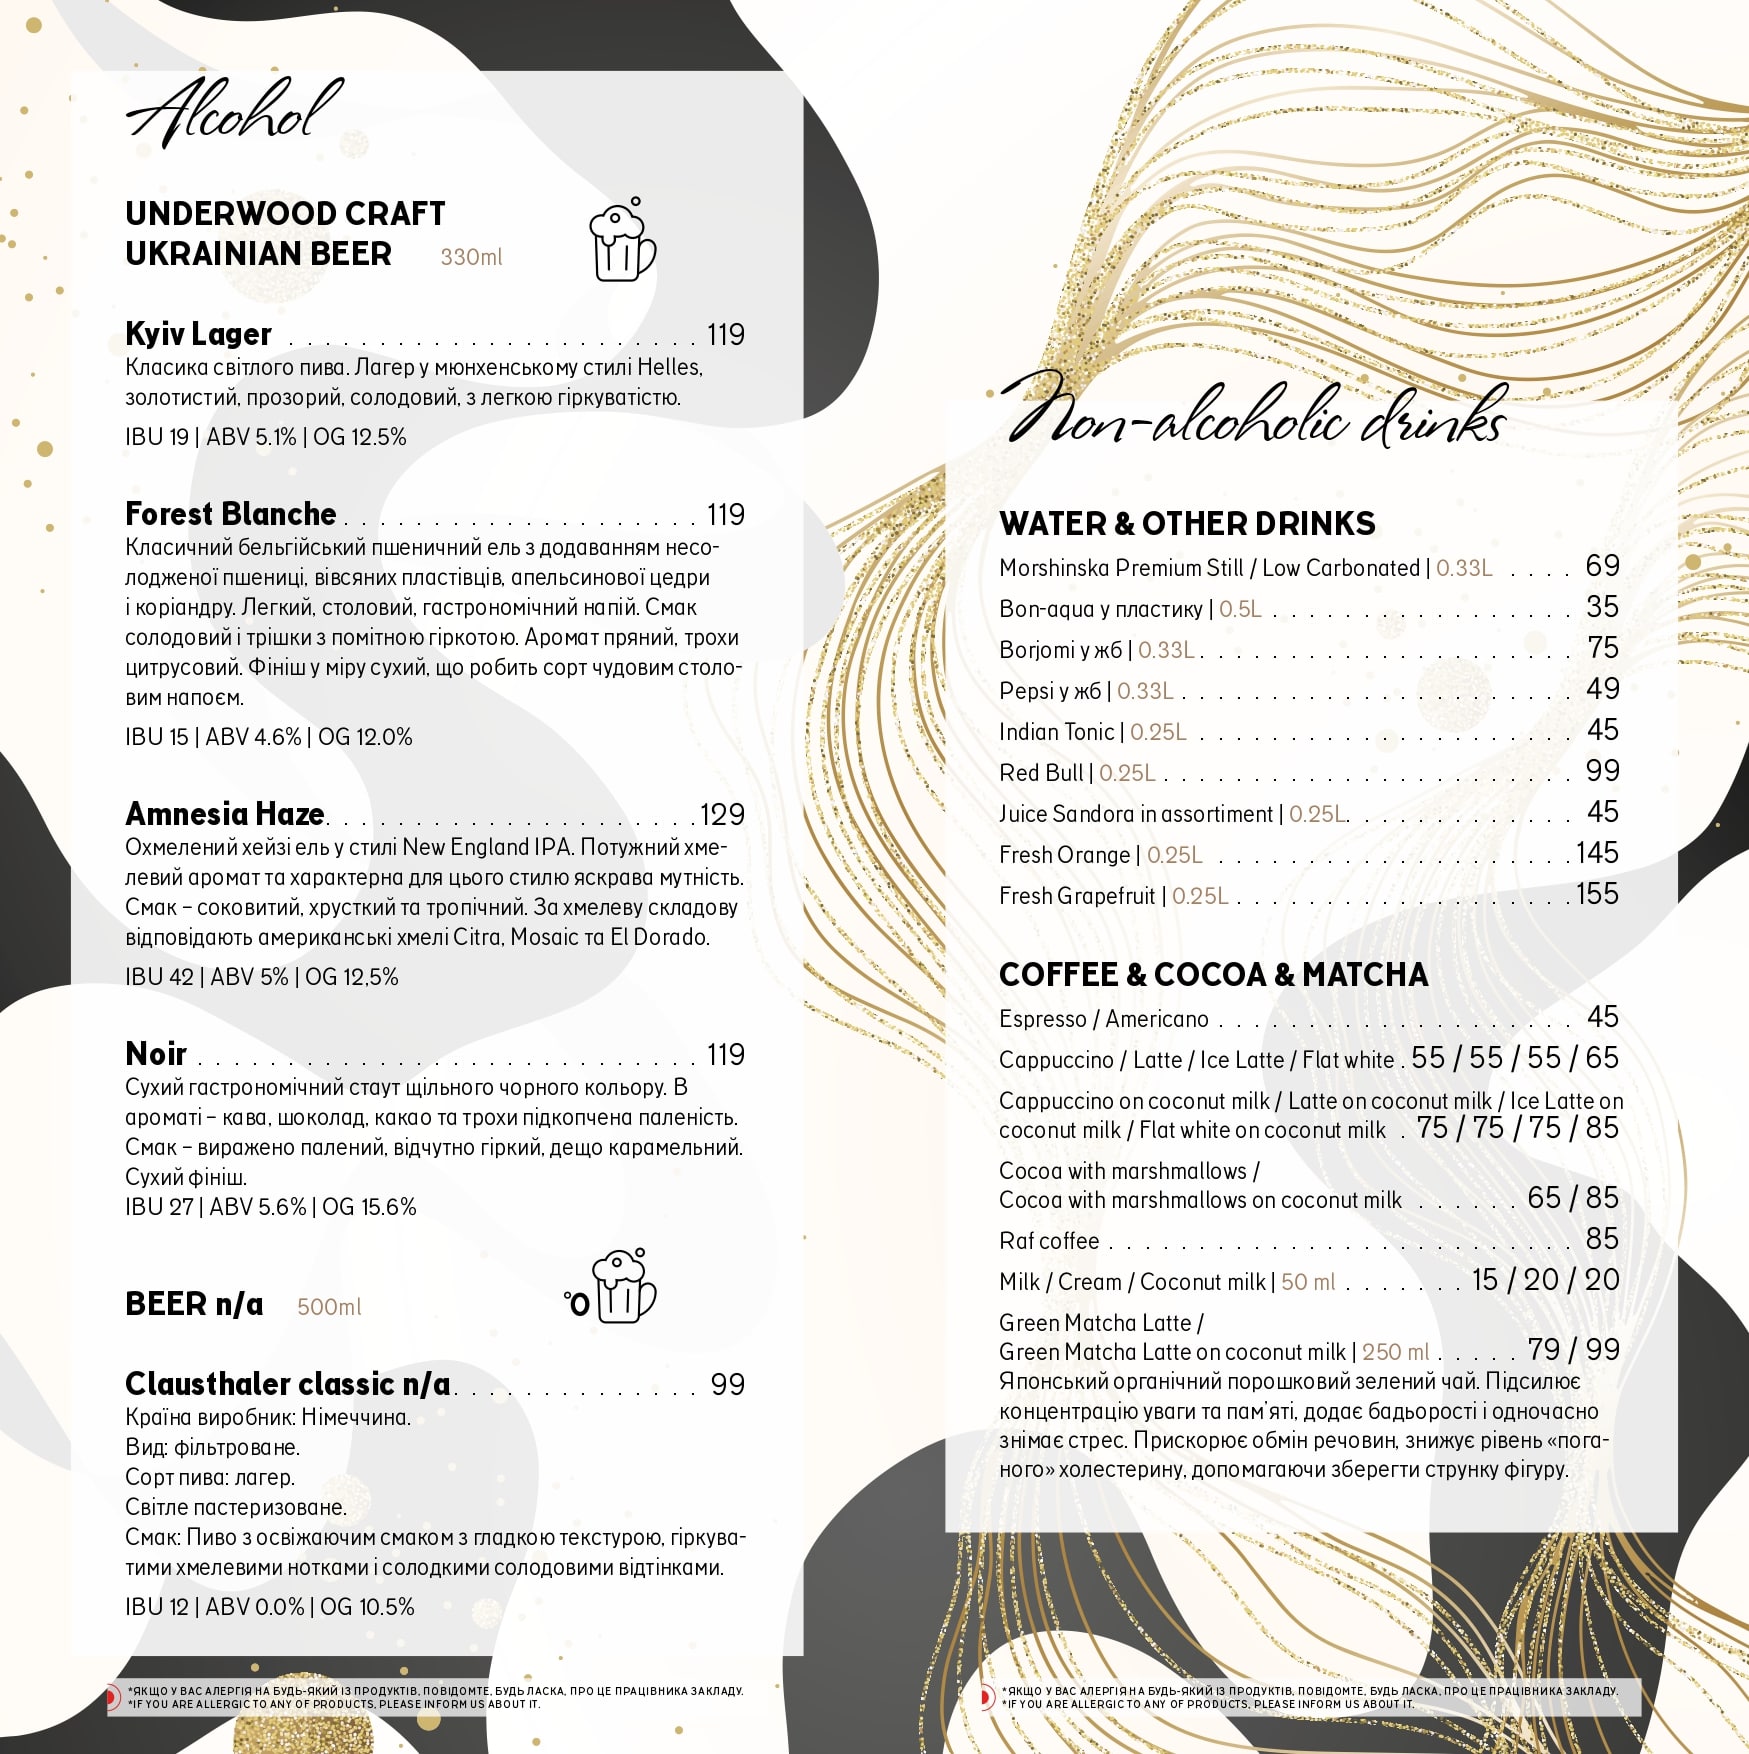 Alcohol
UNDERWOOD CRAFT
UKRAINIAN BEER 330ml
Kyiv Lager . . . . . . . . . . . . . . . . . . . . . . . 119
Класика світлого пива. Лагер у мюнхенському стилі Helles,
золотистий, прозорий, солодовий, з легкою гіркуватістю.
IBU 19 | ABV 5.1% | OG 12.5%
Forest Blanche . . . . . . . . . . . . . . . . . . . . 119
Класичний бельгійський пшеничний ель з додаванням несо-
лодженої пшениці, вівсяних пластівців, апельсинової цедри
і коріандру. Легкий, столовий, гастрономічний напій. Смак
солодовий і трішки з помітною гіркотою. Аромат пряний, трохи
цитрусовий. Фініш у міру сухий, що робить сорт чудовим столо-
вим напоєм.
IBU 15 | ABV 4.6% | OG 12.0%
Amnesia Haze . . . . . . . . . . . . . . . . . . . . . 129
Охмелений хейзі ель у стилі New England IPA. Потужний хме-
левий аромат та характерна для цього стилю яскрава мутність.
Смак – соковитий, хрусткий та тропічний. За хмелеву складову
відповідають американські хмелі Citra, Mosaic та El Dorado.
IBU 42 | ABV 5% | OG 12,5%
Noir . . . . . . . . . . . . . . . . . . . . . . . . . . . . 119
Сухий гастрономічний стаут щільного чорного кольору. В
ароматі – кава, шоколад, какао та трохи підкопчена паленість.
Смак – виражено палений, відчутно гіркий, дещо карамельний.
Сухий фініш.
IBU 27 | ABV 5.6% | OG 15.6%
BEER n/a 500ml
°0
Clausthaler classic n/a . . . . . . . . . . . . . . 99
Країна виробник: Німеччина.
Вид: фільтроване.
Сорт пива: лагер.
Світле пастеризоване.
Смак: Пиво з освіжаючим смаком з гладкою текстурою, гіркува-
тими хмелевими нотками і солодкими солодовими відтінками.
IBU 12 | ABV 0.0% | OG 10.5%
*ЯКЩО У ВАС АЛЕРГІЯ НА БУДЬ-ЯКИЙ ІЗ ПРОДУКТІВ, ПОВІДОМТЕ, БУДЬ ЛАСКА, ПРО ЦЕ ПРАЦІВНИКА ЗАКЛАДУ.
*IF YOU ARE ALLERGIC TO ANY OF PRODUCTS, PLEASE INFORM US ABOUT IT.
Non-alcoholic drinks
WATER & OTHER DRINKS
Morshinska Premium Still / Low Carbonated | 0.33L . . . . 69
Bon-aqua у пластику | 0.5L . . . . . . . . . . . . . . . . . 35
Borjomi у жб | 0.33L . . . . . . . . . . . . . . . . . . . . . 75
Pepsi у жб | 0.33L . . . . . . . . . . . . . . . . . . . . . . 49
Indian Tonic | 0.25L . . . . . . . . . . . . . . . . . . . . . 45
Red Bull | 0.25L . . . . . . . . . . . . . . . . . . . . . . . 99
Juice Sandora in assortiment | 0.25L . . . . . . . . . . . . . 45
Fresh Orange | 0.25L . . . . . . . . . . . . . . . . . . . . 145
Fresh Grapefruit | 0.25L . . . . . . . . . . . . . . . . . . . 155
COFFEE & COCOA & MATCHA
Espresso / Americano . . . . . . . . . . . . . . . . . . . . 45
Cappuccino / Latte / Ice Latte / Flat white . 55 / 55 / 55 / 65
Cappuccino on coconut milk / Latte on coconut milk / Ice Latte on
coconut milk / Flat white on coconut milk . 75 / 75 / 75 / 85
Cocoa with marshmallows /
Cocoa with marshmallows on coconut milk . . . . . . 65 / 85
Raf coffee . . . . . . . . . . . . . . . . . . . . . . . . . . 85
Milk / Cream / Coconut milk | 50 ml . . . . . . . 15 / 20 / 20
Green Matcha Latte /
Green Matcha Latte on coconut milk | 250 ml . . . . . 79 / 99
Японський органічний порошковий зелений чай. Підсилює
концентрацію уваги та пам’яті, додає бадьорості і одночасно
знімає стрес. Прискорює обмін речовин, знижує рівень «пога-
ного» холестерину, допомагаючи зберегти струнку фігуру.
*ЯКЩО У ВАС АЛЕРГІЯ НА БУДЬ-ЯКИЙ ІЗ ПРОДУКТІВ, ПОВІДОМТЕ, БУДЬ ЛАСКА, ПРО ЦЕ ПРАЦІВНИКА ЗАКЛАДУ.
*IF YOU ARE ALLERGIC TO ANY OF PRODUCTS, PLEASE INFORM US ABOUT IT.